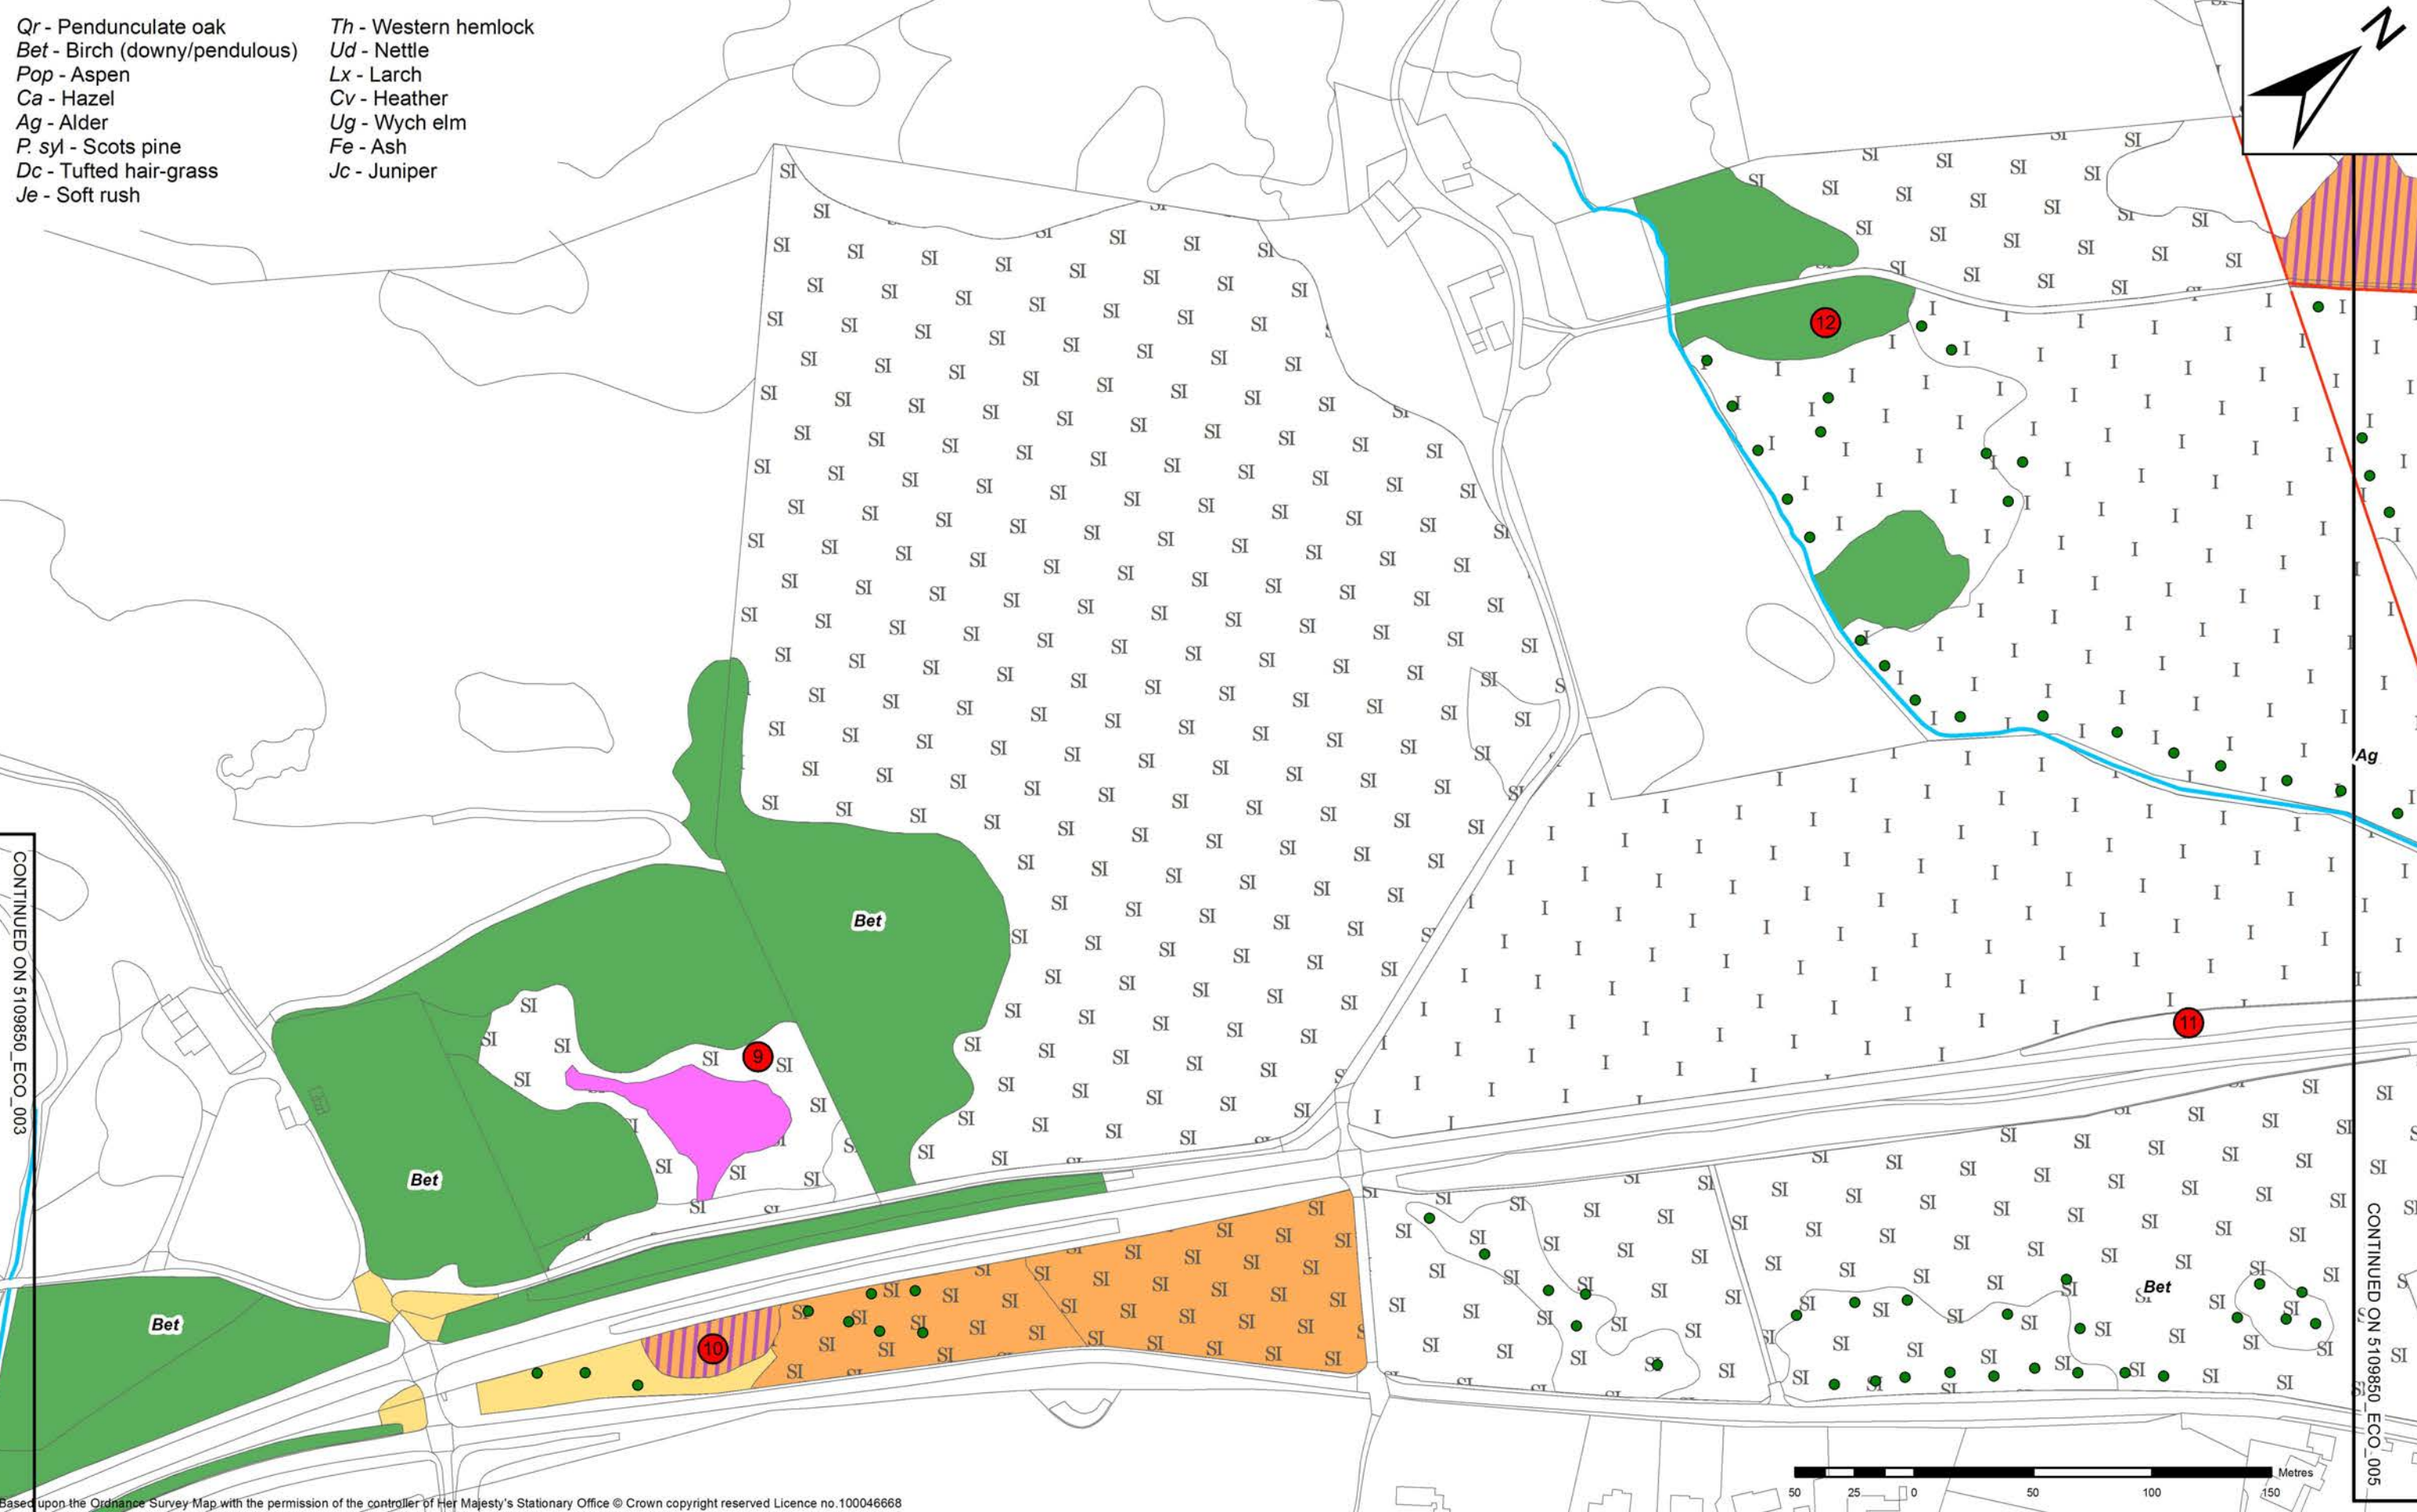 Qr - Pendunculate oak
Bet - Birch (downy/pendulous)
Pop - Aspen
Ca - Hazel
Ag - Alder
P. syl - Scots pine
Dc - Tufted hair-grass
Je - Soft rush
Th - Western hemlock
Ud - Nettle
Lx - Larch
Cv - Heather
Ug - Wych elm
Fe - Ash
Jc - Juniper
N
12
Ag
Bet
9
11
Bet
Bet
Bet
10
CONTINUED ON 5109850_ECO_003
CONTINUED ON 5109850_ECO_005
Metres
50 25 0 50 100 150
Based upon the Ordnance Survey Map with the permission of the controller of Her Majesty's Stationary Office © Crown copyright reserved Licence no.100046668